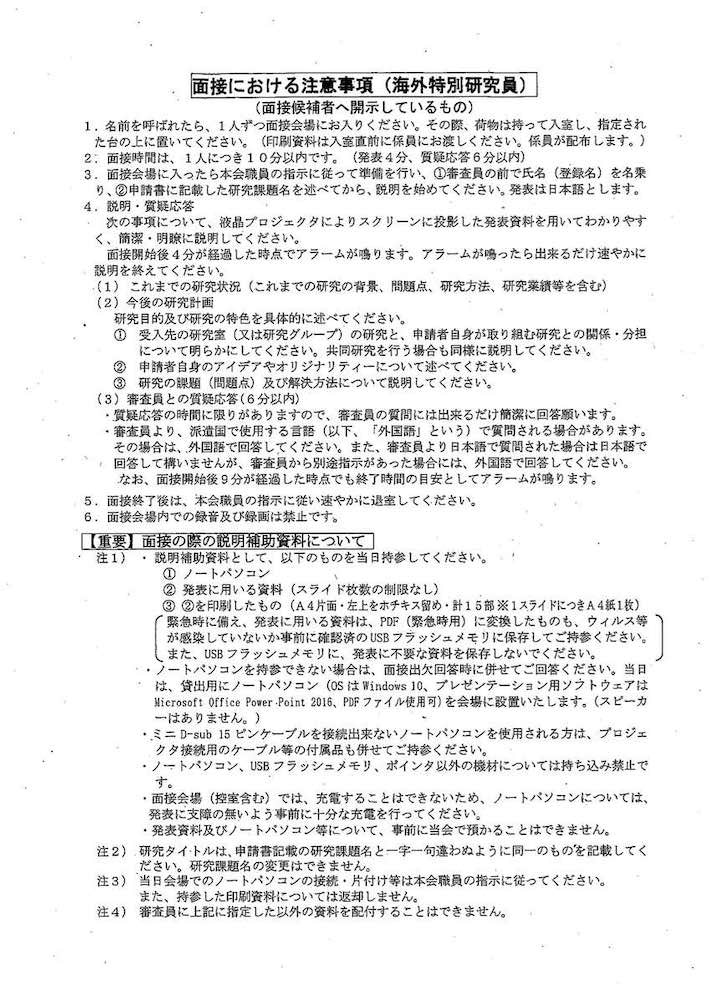 面接における注意事項（海外特別研究員）
（面接候補者へ開示しているもの）
１．名前を呼ばれたら、１人ずつ面接会場にお入りください。その際、荷物は持って入室し、指定され
た台の上に置いてください。（印刷資料は入室直前に係員にお渡しください。係員が配布します。）
２．面接時間は、１人につき１０分以内です。（発表４分、質疑応答６分以内）
３．面接会場に入ったら本会職員の指示に従って準備を行い、①審査員の前で氏名（登録名）を名乗
り、②申請書に記載した研究課題名を述べてから、説明を始めてください。発表は日本語とします。
４．説明・質疑応答
次の事項について、液晶プロジェクタによりスクリーンに投影した発表資料を用いてわかりやす
く、簡潔・明瞭に説明してください。
面接開始後４分が経過した時点でアラームが鳴ります。アラームが鳴ったら出来るだけ速やかに
説明を終えてください。
（１）これまでの研究状況（これまでの研究の背景、問題点、研究方法、研究業績等を含む）
（２）今後の研究計画
研究目的及び研究の特色を具体的に述べてください。
① 受入先の研究室（又は研究グループ）の研究と、申請者自身が取り組む研究との関係・分担
について明らかにしてください。共同研究を行う場合も同様に説明してください。
② 申請者自身のアイデアやオリジナリティーについて述べてください。
③ 研究の課題（問題点）及び解決方法について説明してください。
（３）審査員との質疑応答（６分以内）
・質疑応答の時間に限りがありますので、審査員の質問には出来るだけ簡潔に回答願います。
・審査員より、派遣国で使用する言語（以下、「外国語」という）で質問される場合があります。
その場合は、外国語で回答してください。また、審査員より日本語で質問された場合は日本語で
回答して構いませんが、審査員から別途指示があった場合には、外国語で回答してください。
なお、面接開始後９分が経過した時点でも終了時間の目安としてアラームが鳴ります。
５．面接終了後は、本会職員の指示に従い速やかに退室してください。
６．面接会場内での録音及び録画は禁止です。
【重要】面接の際の説明補助資料について
注１）・説明補助資料として、以下のものを当日持参してください。
① ノートパソコン
② 発表に用いる資料（スライド枚数の制限なし）
③ ②を印刷したもの（Ａ４片面・左上をホチキス留め・計１５部※１スライドにつきＡ４紙１枚）
緊急時に備え、発表に用いる資料は、PDF（緊急時用）に変換したものも、ウィルス等
が感染していないか事前に確認済のUSBフラッシュメモリに保存してご持参ください。
また、USBフラッシュメモリに、発表に不要な資料を保存しないでください。
・ノートパソコンを持参できない場合は、面接出欠回答時に併せてご回答ください。当日
は、貸出用にノートパソコン（OSはWindows 10、プレゼンテーション用ソフトウェアは
Microsoft Office Power Point 2016、PDFファイル使用可）を会場に設置いたします。（スピーカ
ーはありません。）
・ミニD-sub 15ピンケーブルを接続出来ないノートパソコンを使用される方は、プロジェ
クタ接続用のケーブル等の付属品も併せてご持参ください。
・ノートパソコン、USBフラッシュメモリ、ポインタ以外の機材については持ち込み禁止で
す。
・面接会場（控室含む）では、充電することはできないため、ノートパソコンについては、
発表に支障の無いよう事前に十分な充電を行ってください。
・発表資料及びノートパソコン等について、事前に当会で預かることはできません。
注２）研究タイトルは、申請書記載の研究課題名と一字一句違わぬように同一のものを記載してく
ださい。研究課題名の変更はできません。
注３）当日会場でのノートパソコンの接続・片付け等は本会職員の指示に従ってください。
また、持参した印刷資料については返却しません。
注４）審査員に上記に指定した以外の資料を配付することはできません。